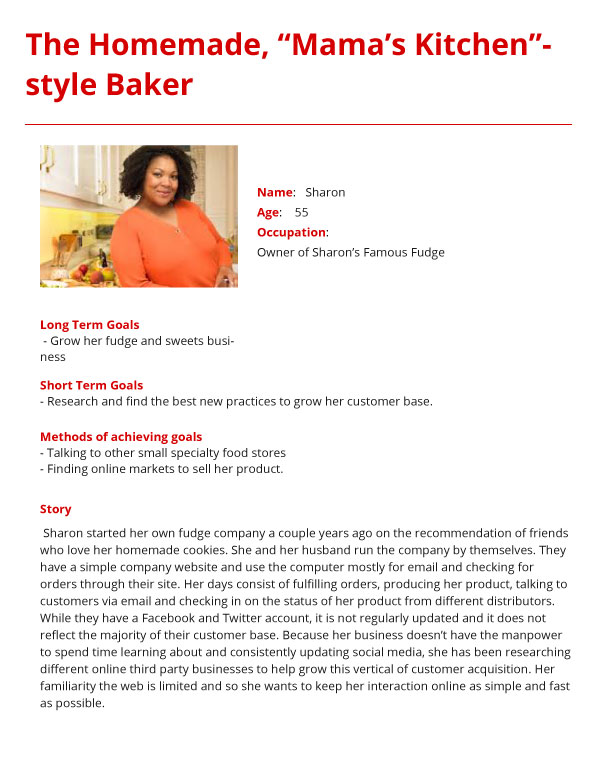 The Homemade, “Mama’s Kitchen”-
style Baker
Name:   Sharon
Age:    55
Occupation:
Owner of Sharon’s Famous Fudge
Long Term Goals
- Grow her fudge and sweets busi-
ness
Short Term Goals
- Research and find the best new practices to grow her customer base.
Methods of achieving goals
- Talking to other small specialty food stores
- Finding online markets to sell her product.
Story
Sharon started her own fudge company a couple years ago on the recommendation of friends
who love her homemade cookies. She and her husband run the company by themselves. They
have a simple company website and use the computer mostly for email and checking for
orders through their site. Her days consist of fulfilling orders, producing her product, talking to
customers via email and checking in on the status of her product from different distributors.
While they have a Facebook and Twitter account, it is not regularly updated and it does not
reflect the majority of their customer base. Because her business doesn’t have the manpower
to spend time learning about and consistently updating social media, she has been researching
different online third party businesses to help grow this vertical of customer acquisition. Her
familiarity the web is limited and so she wants to keep her interaction online as simple and fast
as possible.